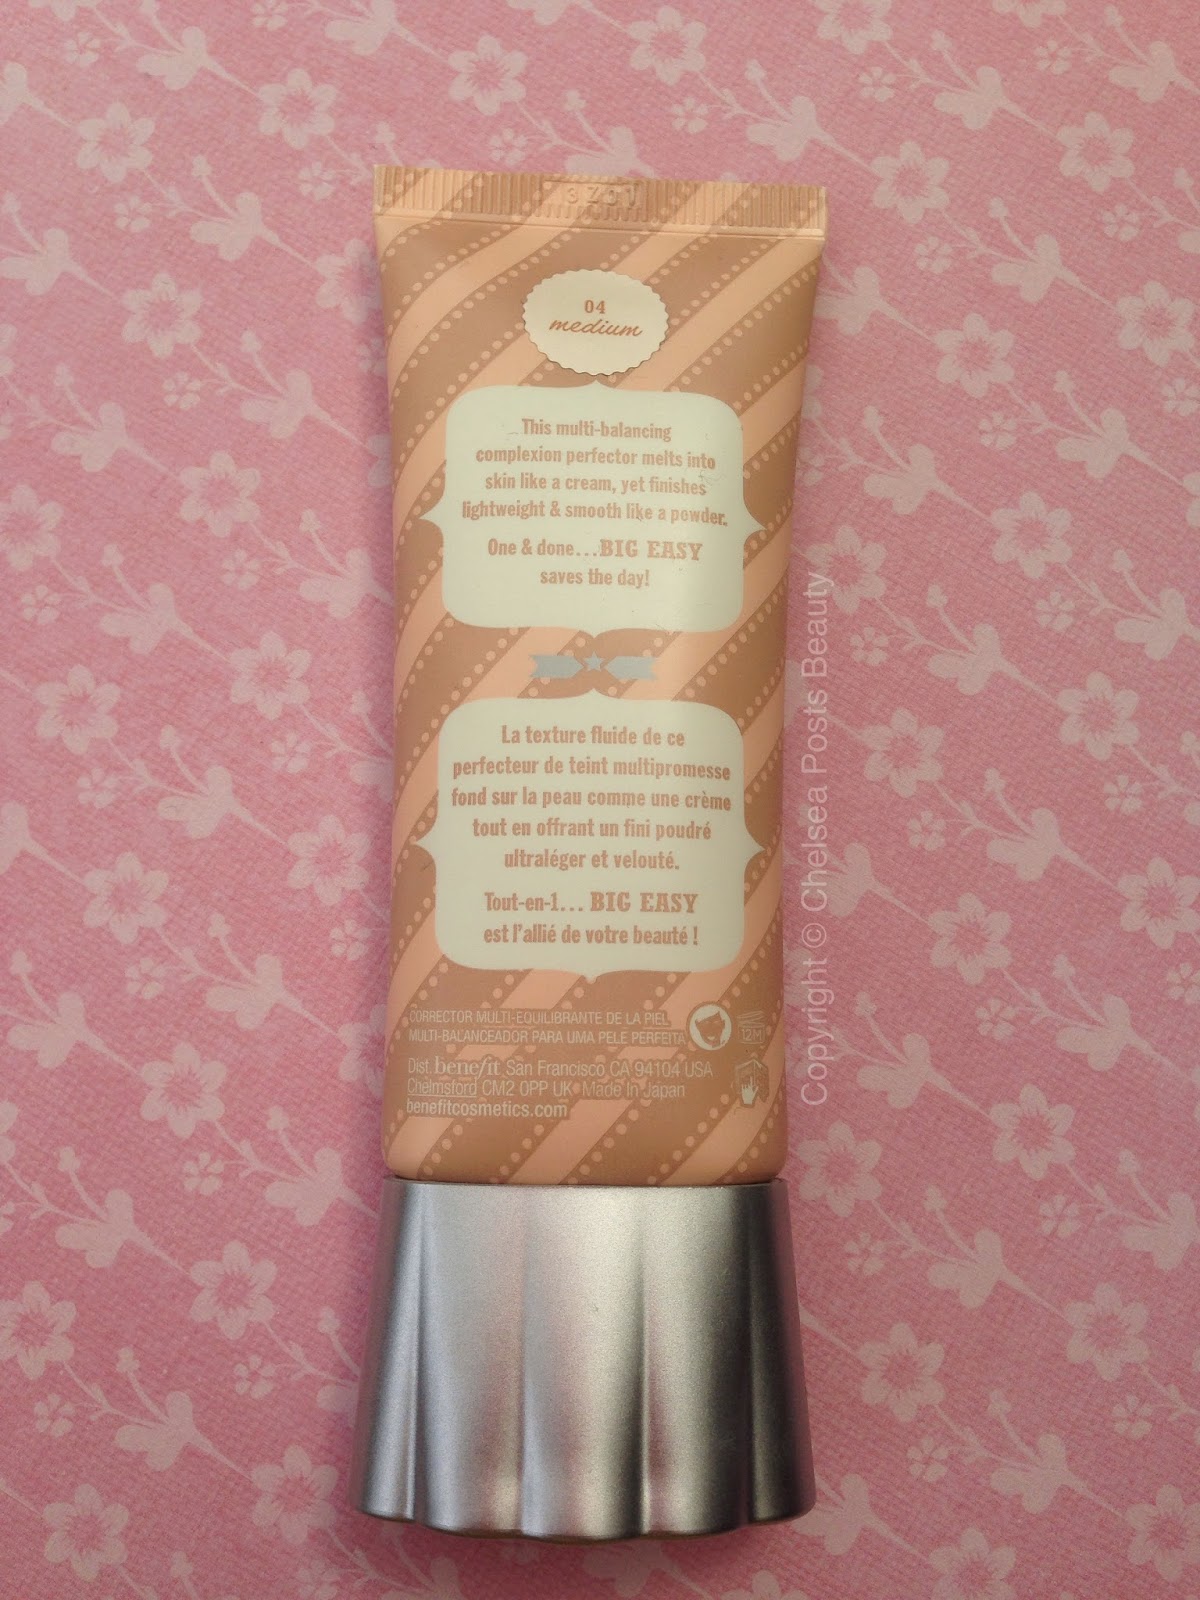 3Z01
04
medium
This multi-balancing
complexion perfector melts into
skin like a cream, yet finishes
lightweight & smooth like a powder.
One & done...BIG EASY
saves the day!
La texture fluide de ce
perfecteur de teint multipromesse
fond sur la peau comme une crème
tout en offrant un fini poudré
ultraléger et velouté.
Tout-en-1... BIG EASY
est l'allié de votre beauté !
CORRECTOR MULTI-EQUILIBRANTE DE LA PIEL
MULTI-BALANCEADOR PARA UMA PELE PERFEITA
12M
Dist. benefit San Francisco CA 94104 USA
Chelmsford CM2 0PP UK Made In Japan
benefitcosmetics.com
Copyright © Chelsea Posts Beauty